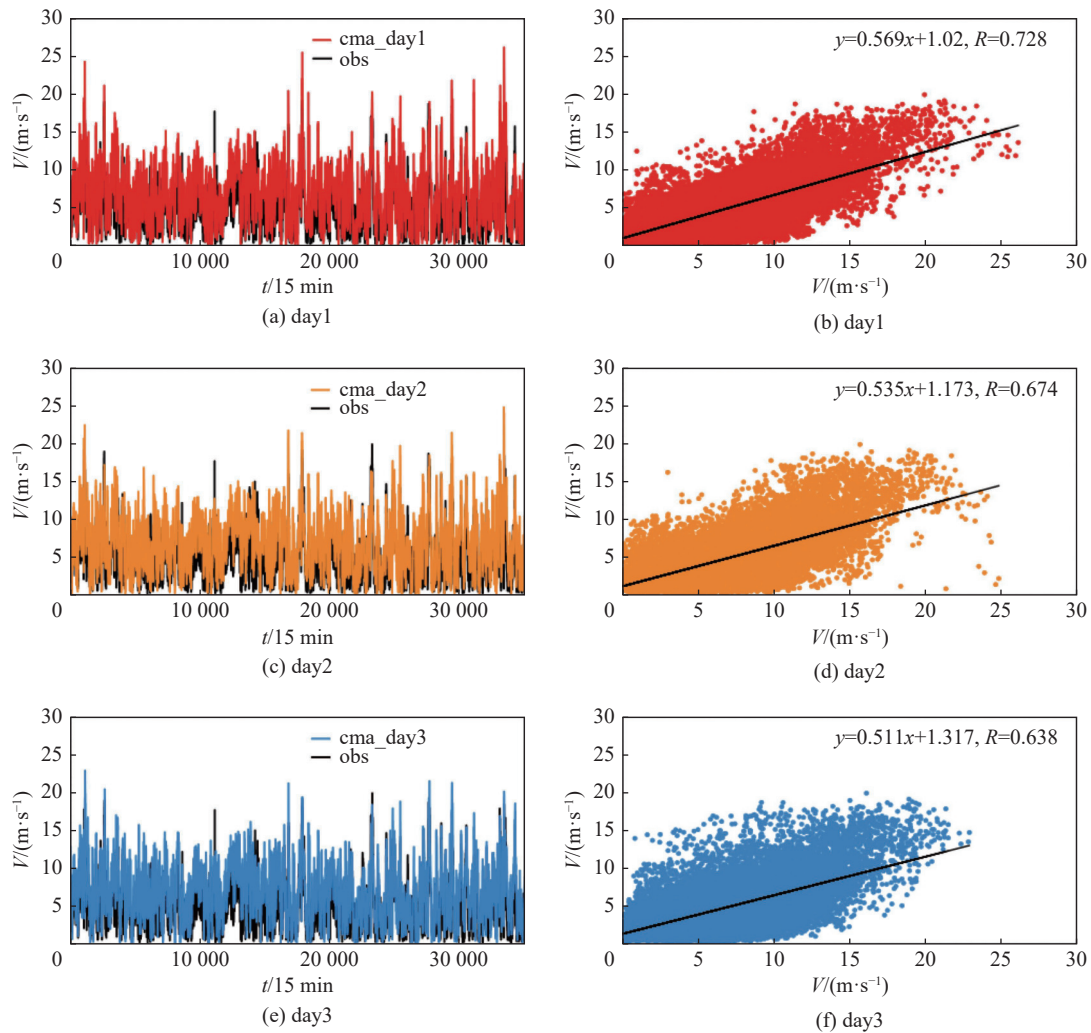 30
25
20
15
10
5
V/(m·s⁻¹)
cma_day1
obs
0 10 000 20 000 30 000
t/15 min
(a) day1
30
25
20
15
10
5
V/(m·s⁻¹)
y=0.569x+1.02, R=0.728
0 5 10 15 20 25 30
V/(m·s⁻¹)
(b) day1
30
25
20
15
10
5
V/(m·s⁻¹)
cma_day2
obs
0 10 000 20 000 30 000
t/15 min
(c) day2
30
25
20
15
10
5
V/(m·s⁻¹)
y=0.535x+1.173, R=0.674
0 5 10 15 20 25 30
V/(m·s⁻¹)
(d) day2
30
25
20
15
10
5
V/(m·s⁻¹)
cma_day3
obs
0 10 000 20 000 30 000
t/15 min
(e) day3
30
25
20
15
10
5
V/(m·s⁻¹)
y=0.511x+1.317, R=0.638
0 5 10 15 20 25 30
V/(m·s⁻¹)
(f) day3